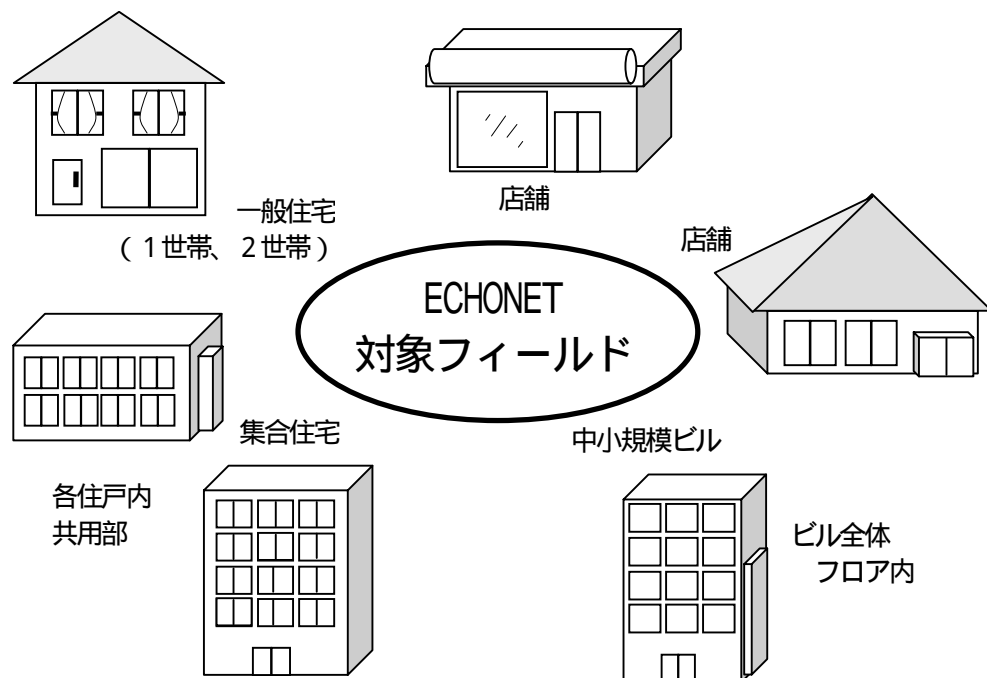 店舗
一般住宅
(1世帯、2世帯)
店舗
ECHONET
対象フィールド
集合住宅
中小規模ビル
各住戸内
共用部
ビル全体
フロア内